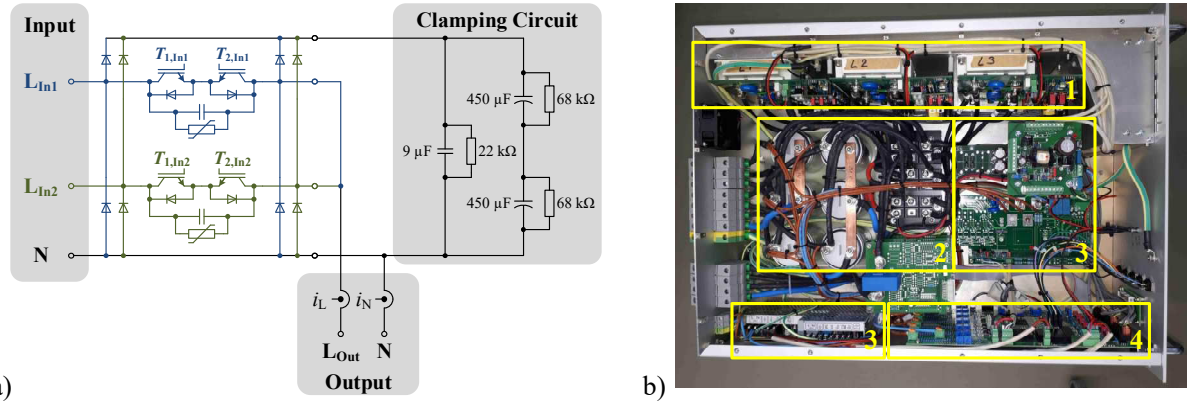 Input
Clamping Circuit
T1,In1
T2,In1
LIn1
450 µF
68 kΩ
9 µF
22 kΩ
T1,In2
T2,In2
LIn2
450 µF
68 kΩ
N
iL
iN
LOut
N
Output
a)
L2
L3
1
2
3
3
4
b)